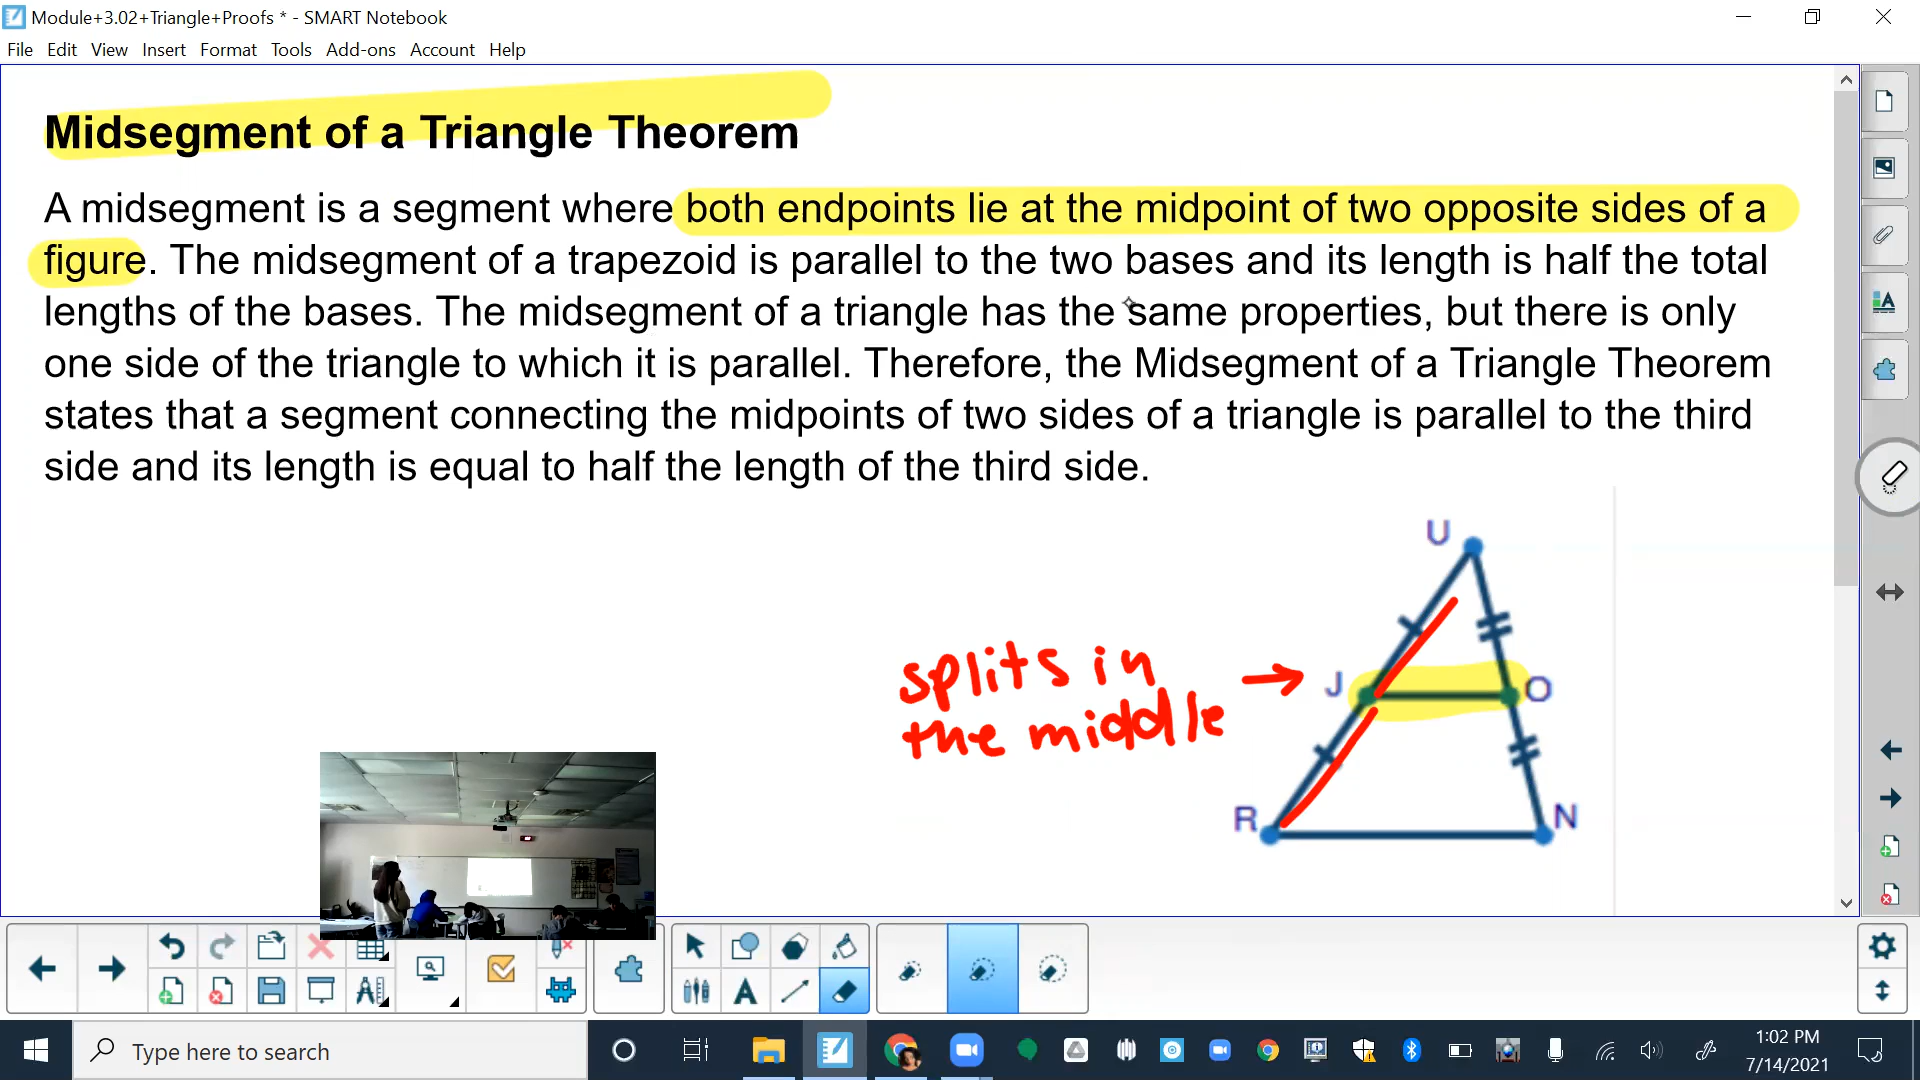 Module+3.02+Triangle+Proofs * - SMART Notebook
File Edit View Insert Format Tools Add-ons Account Help
Midsegment of a Triangle Theorem
A midsegment is a segment where both endpoints lie at the midpoint of two opposite sides of a
figure. The midsegment of a trapezoid is parallel to the two bases and its length is half the total
lengths of the bases. The midsegment of a triangle has the same properties, but there is only
one side of the triangle to which it is parallel. Therefore, the Midsegment of a Triangle Theorem
states that a segment connecting the midpoints of two sides of a triangle is parallel to the third
side and its length is equal to half the length of the third side.
U
splits in
the middle
J
O
R
N
Type here to search
1:02 PM
7/14/2021